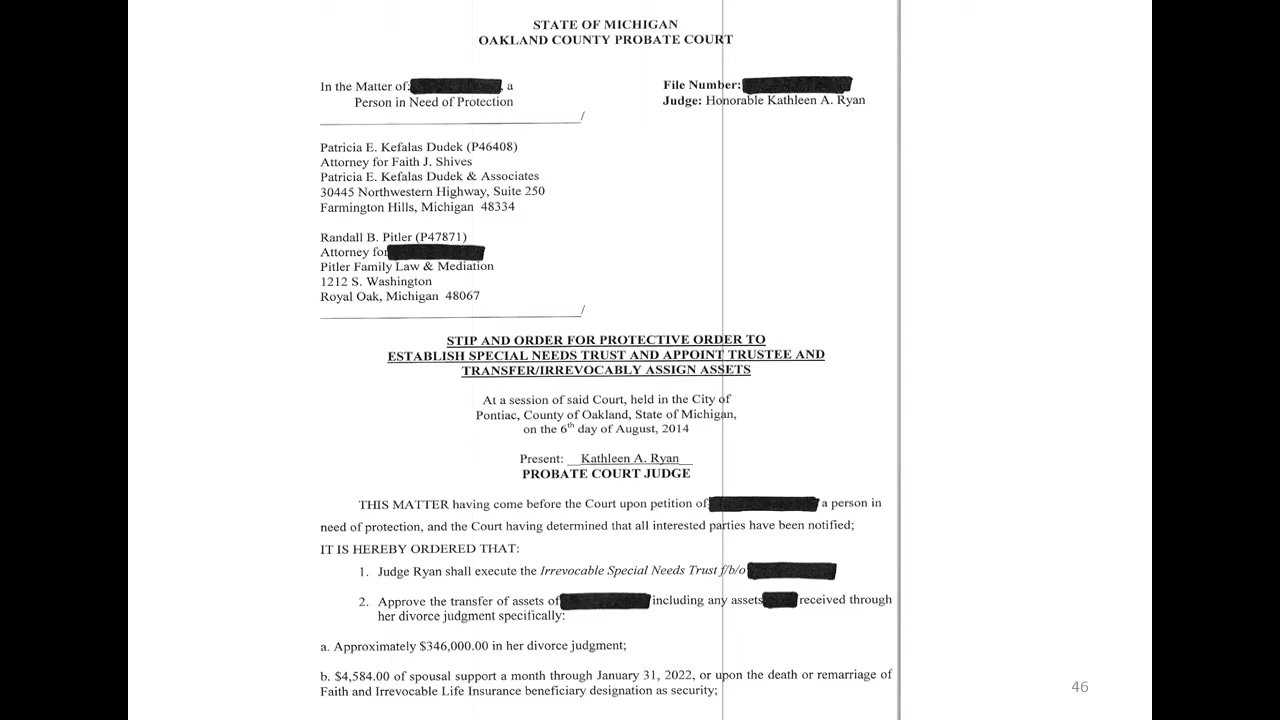 STATE OF MICHIGAN
OAKLAND COUNTY PROBATE COURT
In the Matter of: , a
Person in Need of Protection
/
File Number:
Judge: Honorable Kathleen A. Ryan
Patricia E. Kefalas Dudek (P46408)
Attorney for Faith J. Shives
Patricia E. Kefalas Dudek & Associates
30445 Northwestern Highway, Suite 250
Farmington Hills, Michigan 48334
Randall B. Pitler (P47871)
Attorney for
Pitler Family Law & Mediation
1212 S. Washington
Royal Oak, Michigan 48067
/
STIP AND ORDER FOR PROTECTIVE ORDER TO
ESTABLISH SPECIAL NEEDS TRUST AND APPOINT TRUSTEE AND
TRANSFER/IRREVOCABLY ASSIGN ASSETS
At a session of said Court, held in the City of
Pontiac, County of Oakland, State of Michigan,
on the 6th day of August, 2014
Present: Kathleen A. Ryan
PROBATE COURT JUDGE
THIS MATTER having come before the Court upon petition of , a person in
need of protection, and the Court having determined that all interested parties have been notified;
IT IS HEREBY ORDERED THAT:
1. Judge Ryan shall execute the Irrevocable Special Needs Trust f/b/o
2. Approve the transfer of assets of including any assets received through
her divorce judgment specifically:
a. Approximately $346,000.00 in her divorce judgment;
b. $4,584.00 of spousal support a month through January 31, 2022, or upon the death or remarriage of
Faith and Irrevocable Life Insurance beneficiary designation as security;
46